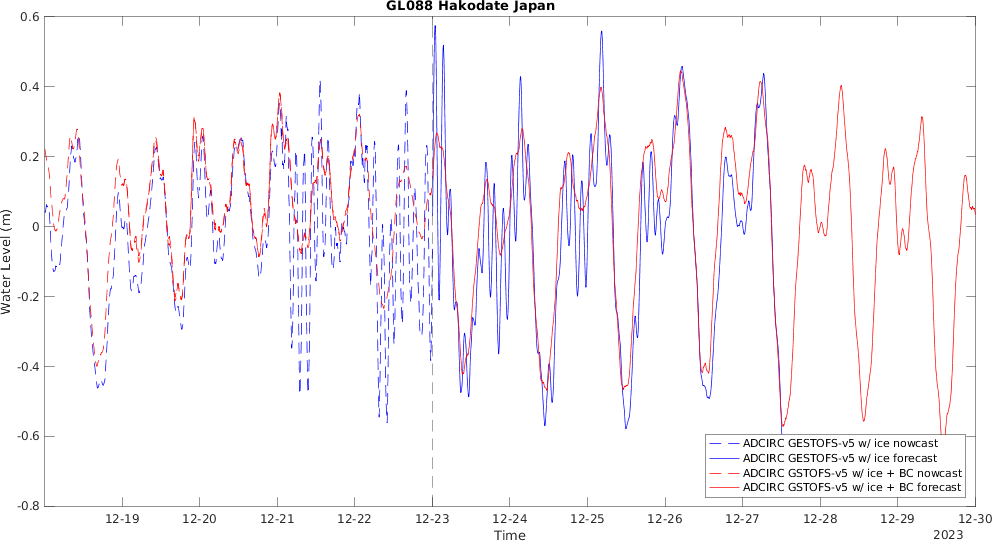 GL088 Hakodate Japan
Water Level (m)
0.6
0.4
0.2
0
-0.2
-0.4
-0.6
-0.8
ADCIRC GESTOFS-v5 w/ ice nowcast
ADCIRC GESTOFS-v5 w/ ice forecast
ADCIRC GSTOFS-v5 w/ ice + BC nowcast
ADCIRC GSTOFS-v5 w/ ice + BC forecast
12-19 12-20 12-21 12-22 12-23 12-24 12-25 12-26 12-27 12-28 12-29 12-30
Time
2023